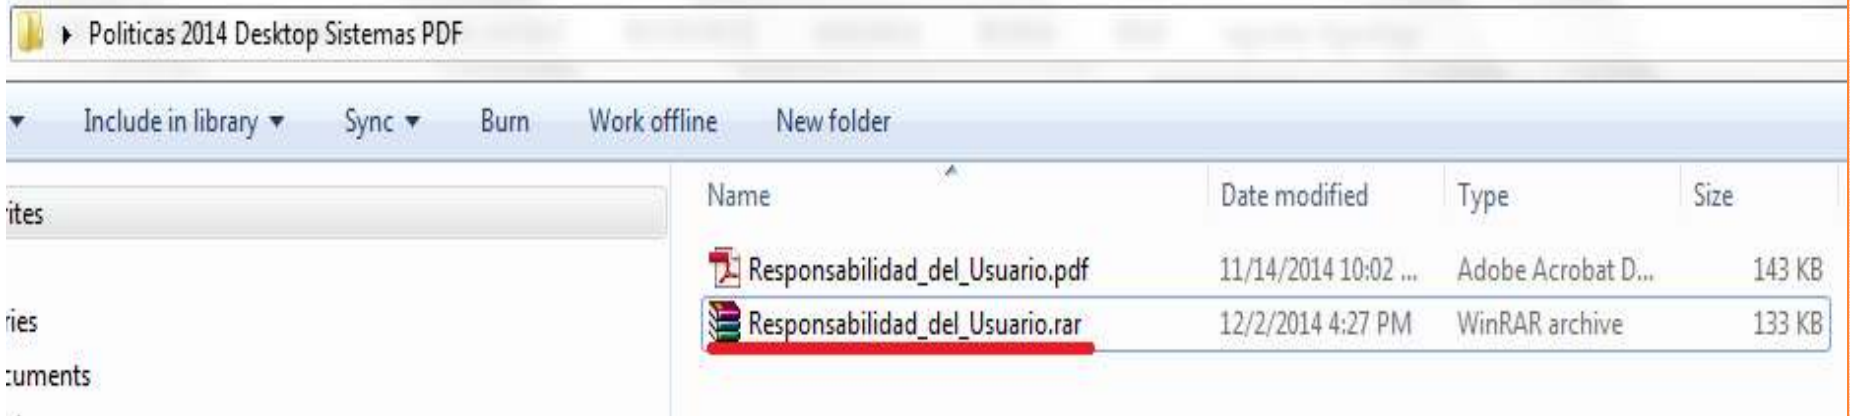 Politicas 2014 Desktop Sistemas PDF
Include in library Sync Burn Work offline New folder
Name Date modified Type Size
ites
Responsabilidad_del_Usuario.pdf 11/14/2014 10:02 ... Adobe Acrobat D... 143 KB
ries
Responsabilidad_del_Usuario.rar 12/2/2014 4:27 PM WinRAR archive 133 KB
cuments